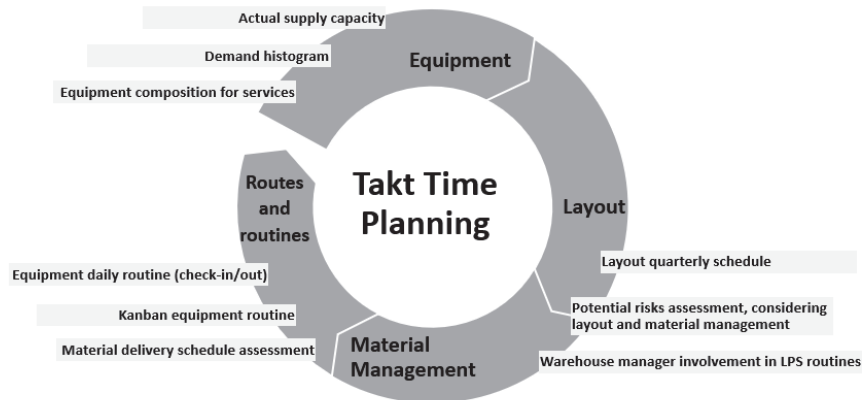 Actual supply capacity
Demand histogram
Equipment composition for services
Equipment
Takt Time
Planning
Layout
Routes
and
routines
Layout quarterly schedule
Potential risks assessment, considering
layout and material management
Warehouse manager involvement in LPS routines
Material
Management
Equipment daily routine (check-in/out)
Kanban equipment routine
Material delivery schedule assessment